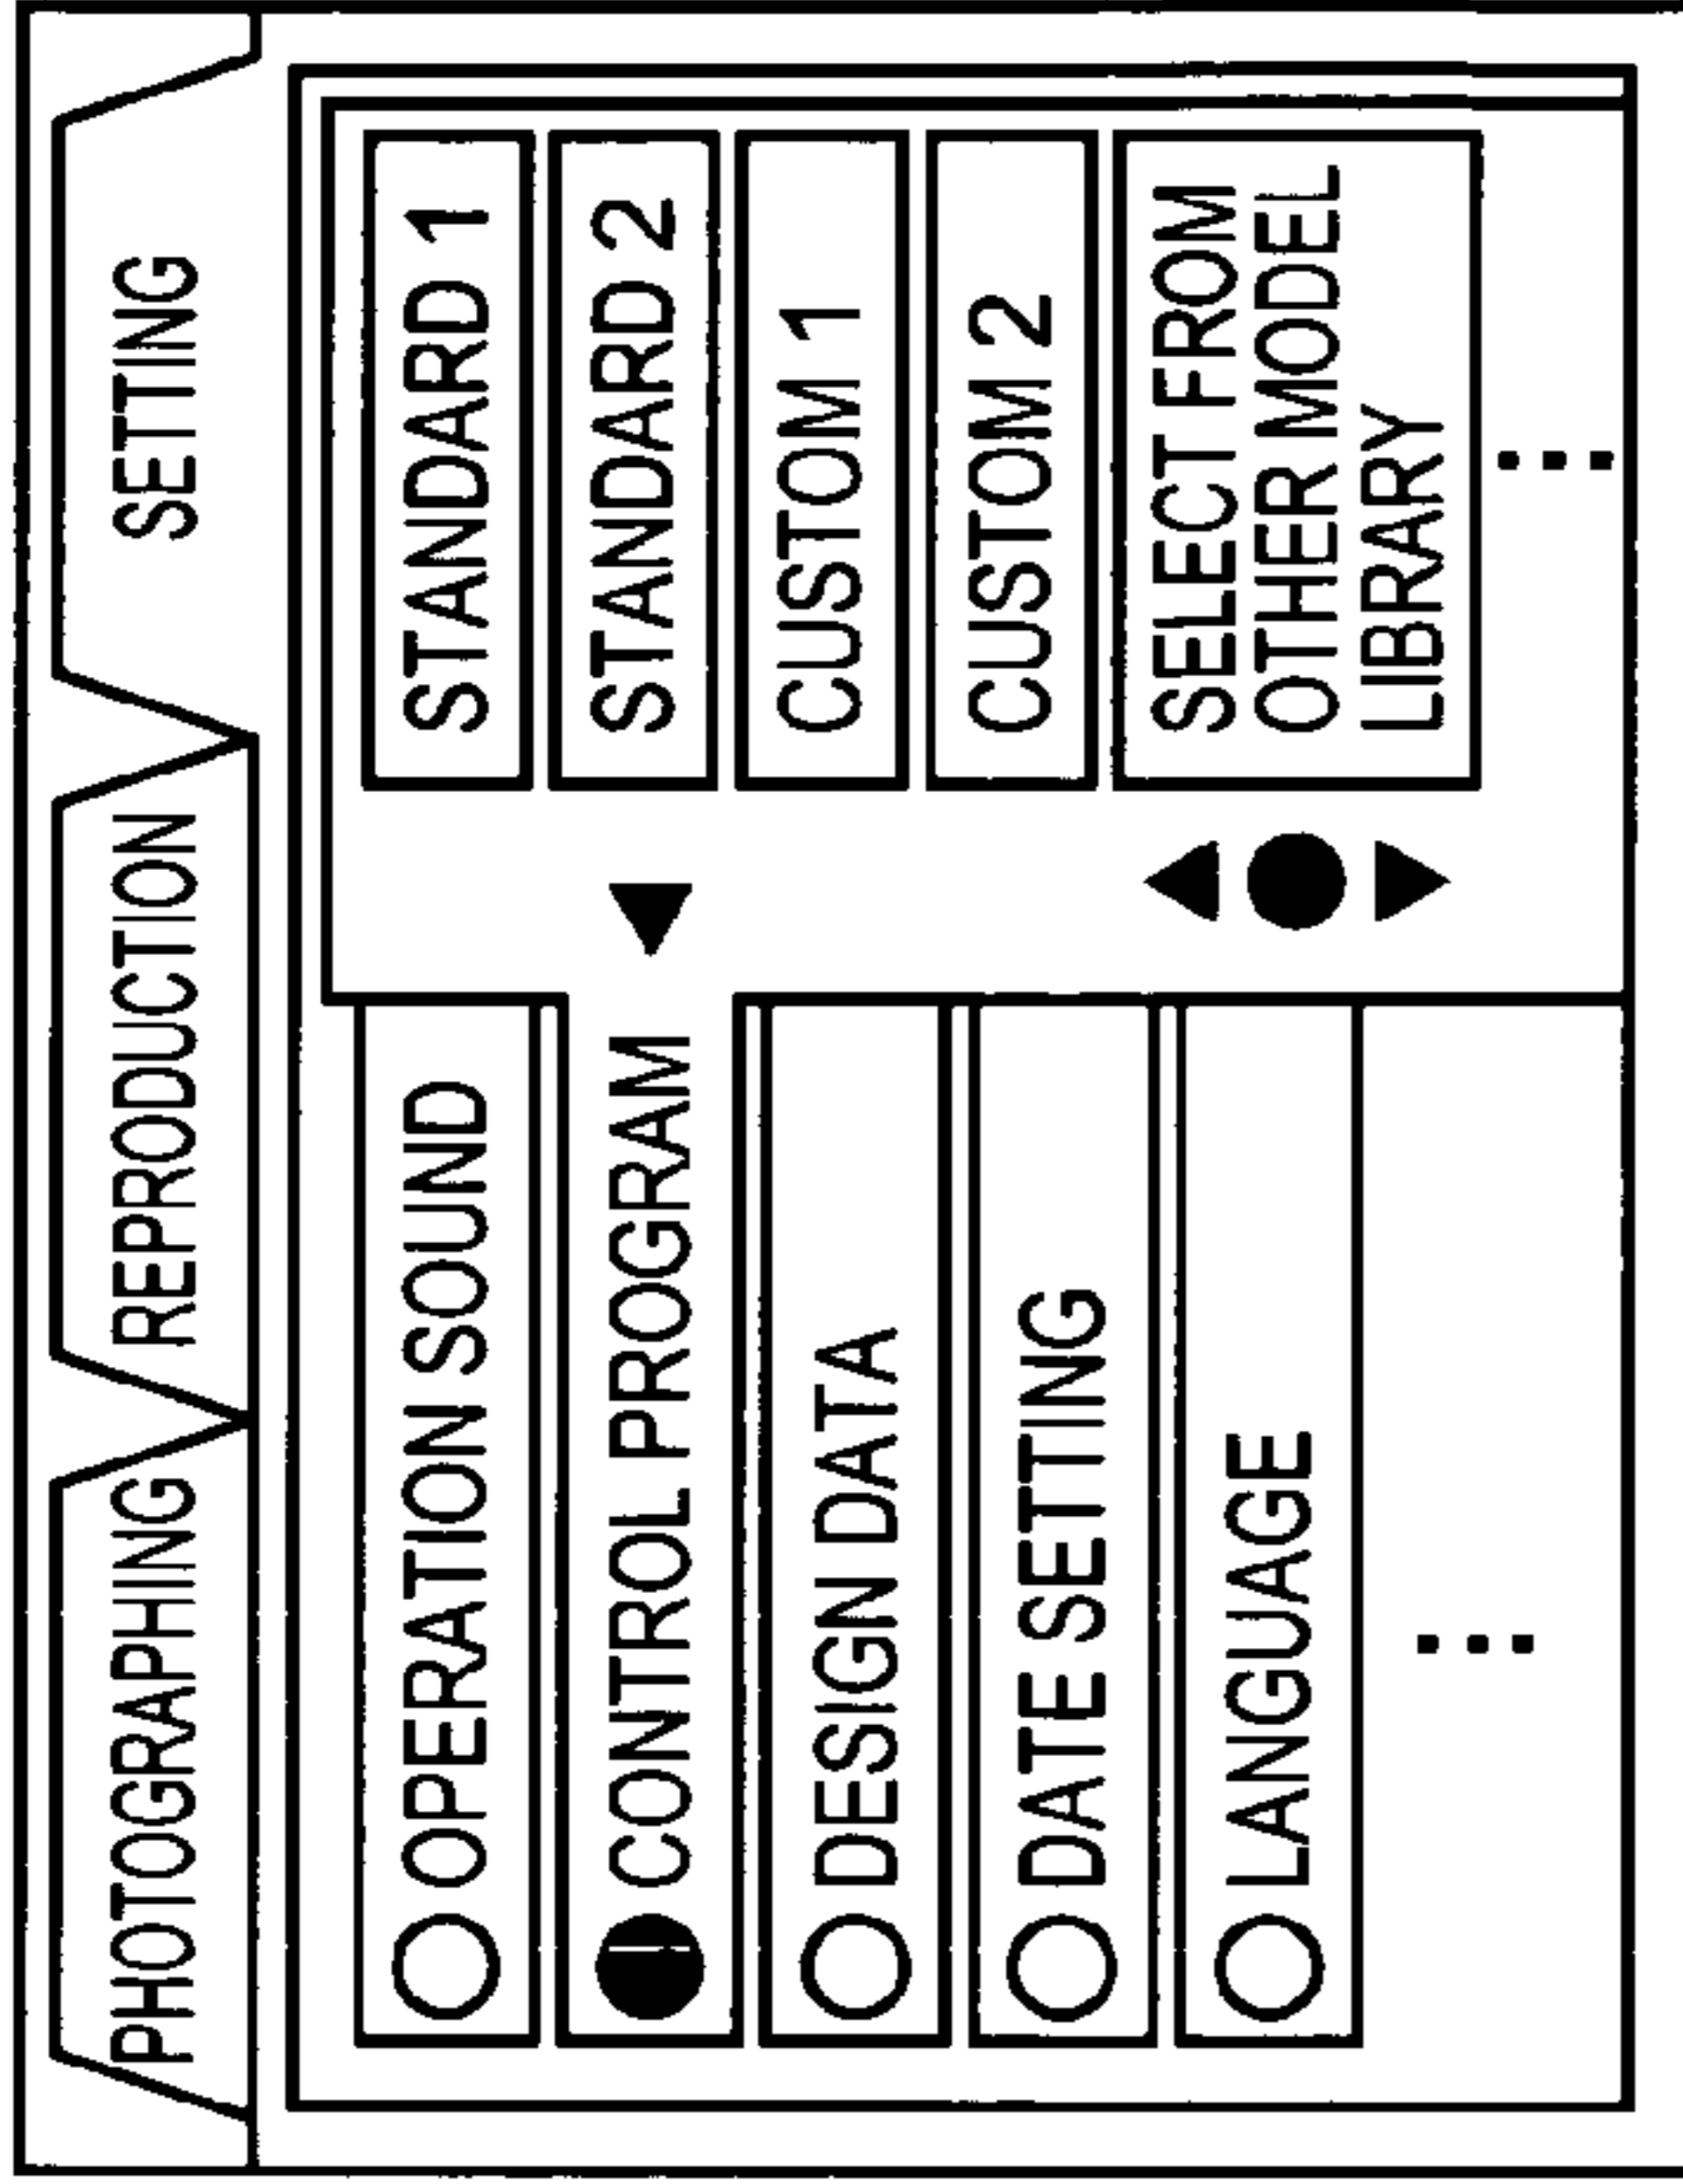 PHOTOGRAPHING
REPRODUCTION
SETTING
OPERATION SOUND
CONTROL PROGRAM
DESIGN DATA
DATE SETTING
LANGUAGE
STANDARD 1
STANDARD 2
CUSTOM 1
CUSTOM 2
SELECT FROM
OTHER MODEL
LIBRARY